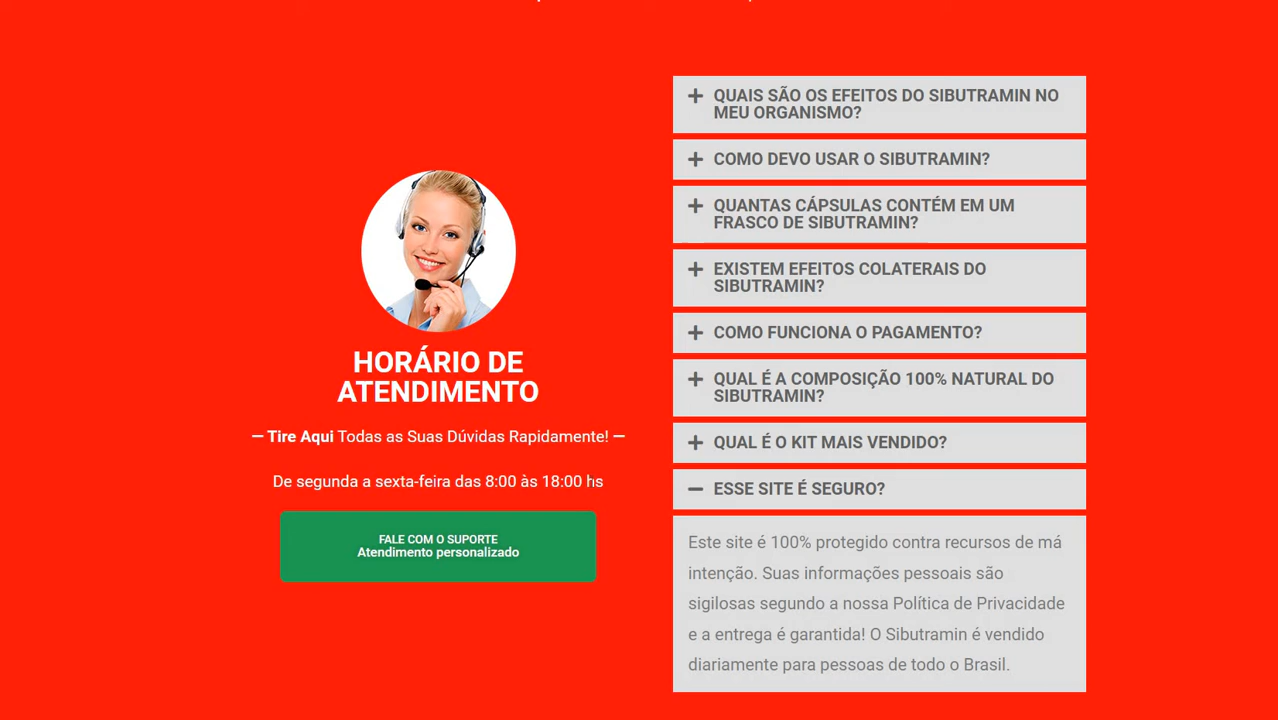 HORÁRIO DE
ATENDIMENTO
— Tire Aqui Todas as Suas Dúvidas Rapidamente! —
De segunda a sexta-feira das 8:00 às 18:00 hs
FALE COM O SUPORTE
Atendimento personalizado
QUAIS SÃO OS EFEITOS DO SIBUTRAMIN NO
MEU ORGANISMO?
COMO DEVO USAR O SIBUTRAMIN?
QUANTAS CÁPSULAS CONTÉM EM UM
FRASCO DE SIBUTRAMIN?
EXISTEM EFEITOS COLATERAIS DO
SIBUTRAMIN?
COMO FUNCIONA O PAGAMENTO?
QUAL É A COMPOSIÇÃO 100% NATURAL DO
SIBUTRAMIN?
QUAL É O KIT MAIS VENDIDO?
ESSE SITE É SEGURO?
Este site é 100% protegido contra recursos de má
intenção. Suas informações pessoais são
sigilosas segundo a nossa Política de Privacidade
e a entrega é garantida! O Sibutramin é vendido
diariamente para pessoas de todo o Brasil.